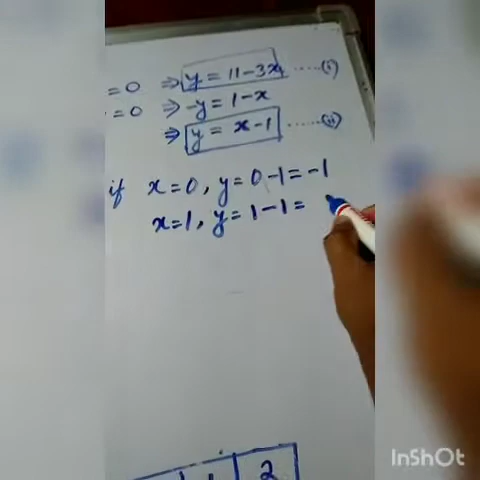 = 0 ⇒ y = 11 - 3x ......(i)
= 0 ⇒ -y = 1 - x
⇒ y = x - 1 ......(ii)
if x = 0, y = 0 - 1 = -1
x = 1, y = 1 - 1 =
2
InShOt